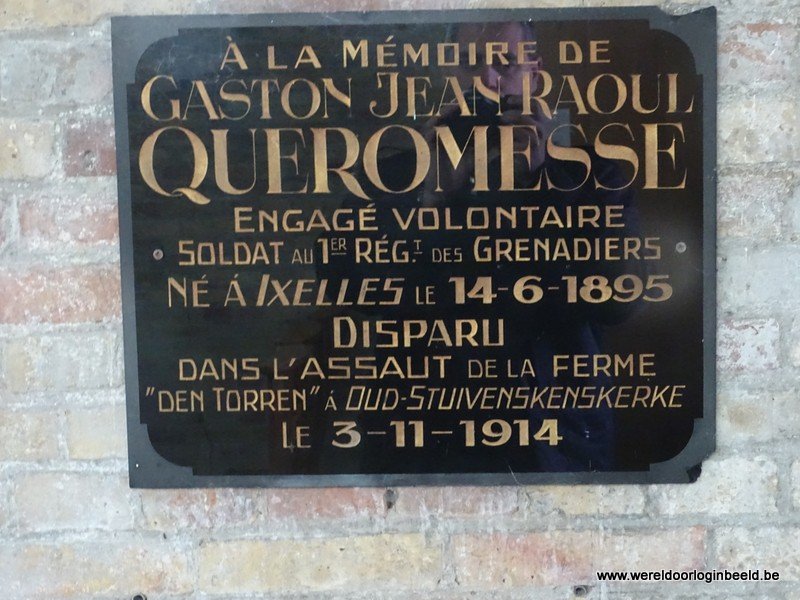 À LA MÉMOIRE DE
GASTON JEAN RAOUL
QUEROMESSE
ENGAGÉ VOLONTAIRE
SOLDAT AU 1ER RÉG.T DES GRENADIERS
NÉ Á IXELLES LE 14-6-1895
DISPARU
DANS L'ASSAUT DE LA FERME
"DEN TORREN" Á OUD-STUIVENSKENSKERKE
LE 3-11-1914
www.wereldoorloginbeeld.be